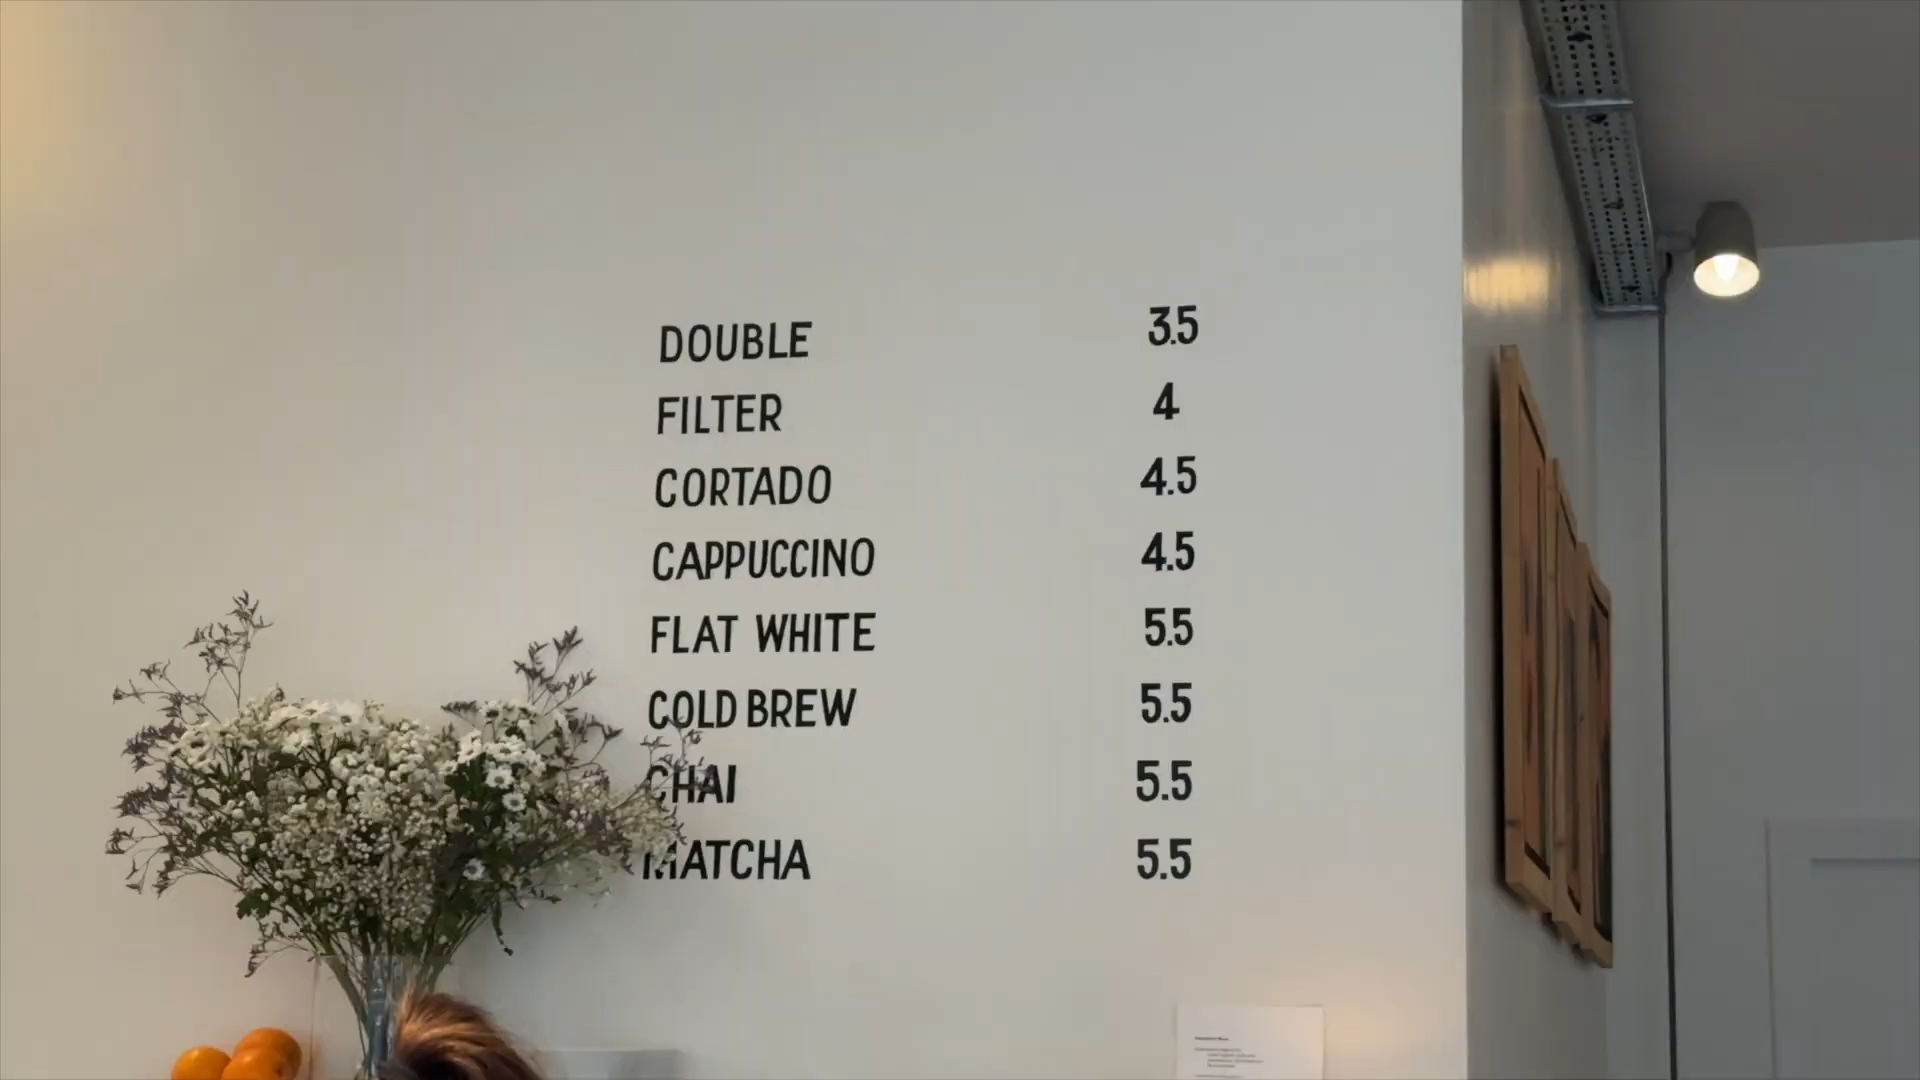 DOUBLE 3.5
FILTER 4
CORTADO 4.5
CAPPUCCINO 4.5
FLAT WHITE 5.5
COLD BREW 5.5
CHAI 5.5
MATCHA 5.5